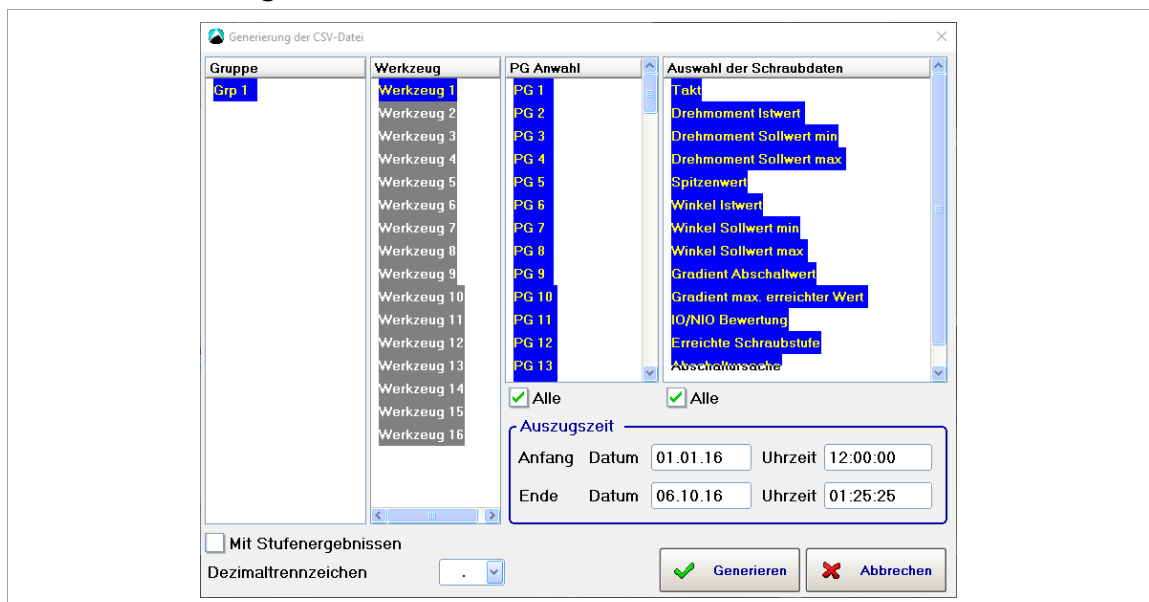 Generierung der CSV-Datei
Gruppe
Grp 1
Werkzeug
Werkzeug 1
Werkzeug 2
Werkzeug 3
Werkzeug 4
Werkzeug 5
Werkzeug 6
Werkzeug 7
Werkzeug 8
Werkzeug 9
Werkzeug 10
Werkzeug 11
Werkzeug 12
Werkzeug 13
Werkzeug 14
Werkzeug 15
Werkzeug 16
PG Anwahl
PG 1
PG 2
PG 3
PG 4
PG 5
PG 6
PG 7
PG 8
PG 9
PG 10
PG 11
PG 12
PG 13
Alle
Auswahl der Schraubdaten
Takt
Drehmoment Istwert
Drehmoment Sollwert min
Drehmoment Sollwert max
Spitzenwert
Winkel Istwert
Winkel Sollwert min
Winkel Sollwert max
Gradient Abschaltwert
Gradient max. erreichter Wert
IO/NIO Bewertung
Erreichte Schraubstufe
Abschaltursache
Alle
Auszugszeit
Anfang Datum 01.01.16 Uhrzeit 12:00:00
Ende Datum 06.10.16 Uhrzeit 01:25:25
Mit Stufenergebnissen
Dezimaltrennzeichen .
Generieren
Abbrechen